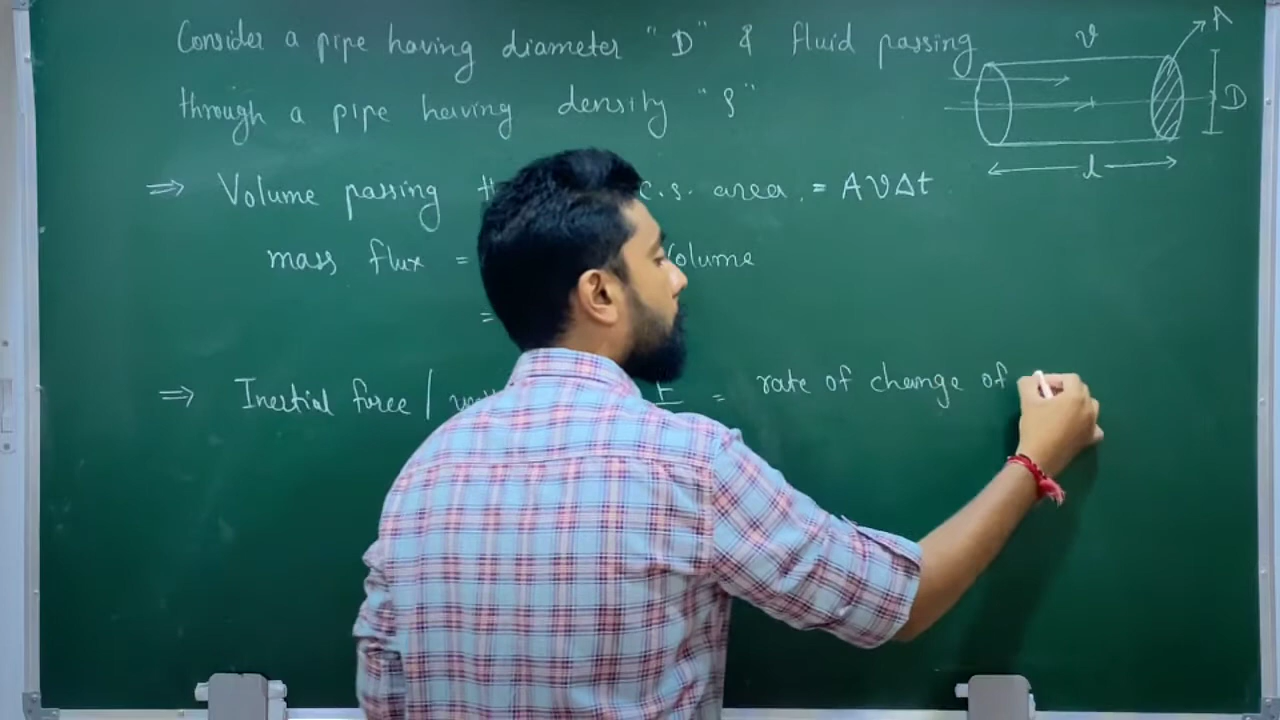 Consider a pipe having diameter "D" & fluid passing
through a pipe having density "ρ"
⇒ Volume passing c.s. area. = AVΔt
mass flux = Volume
=
⇒ Inertial force / F = rate of change of
A
v
D
l